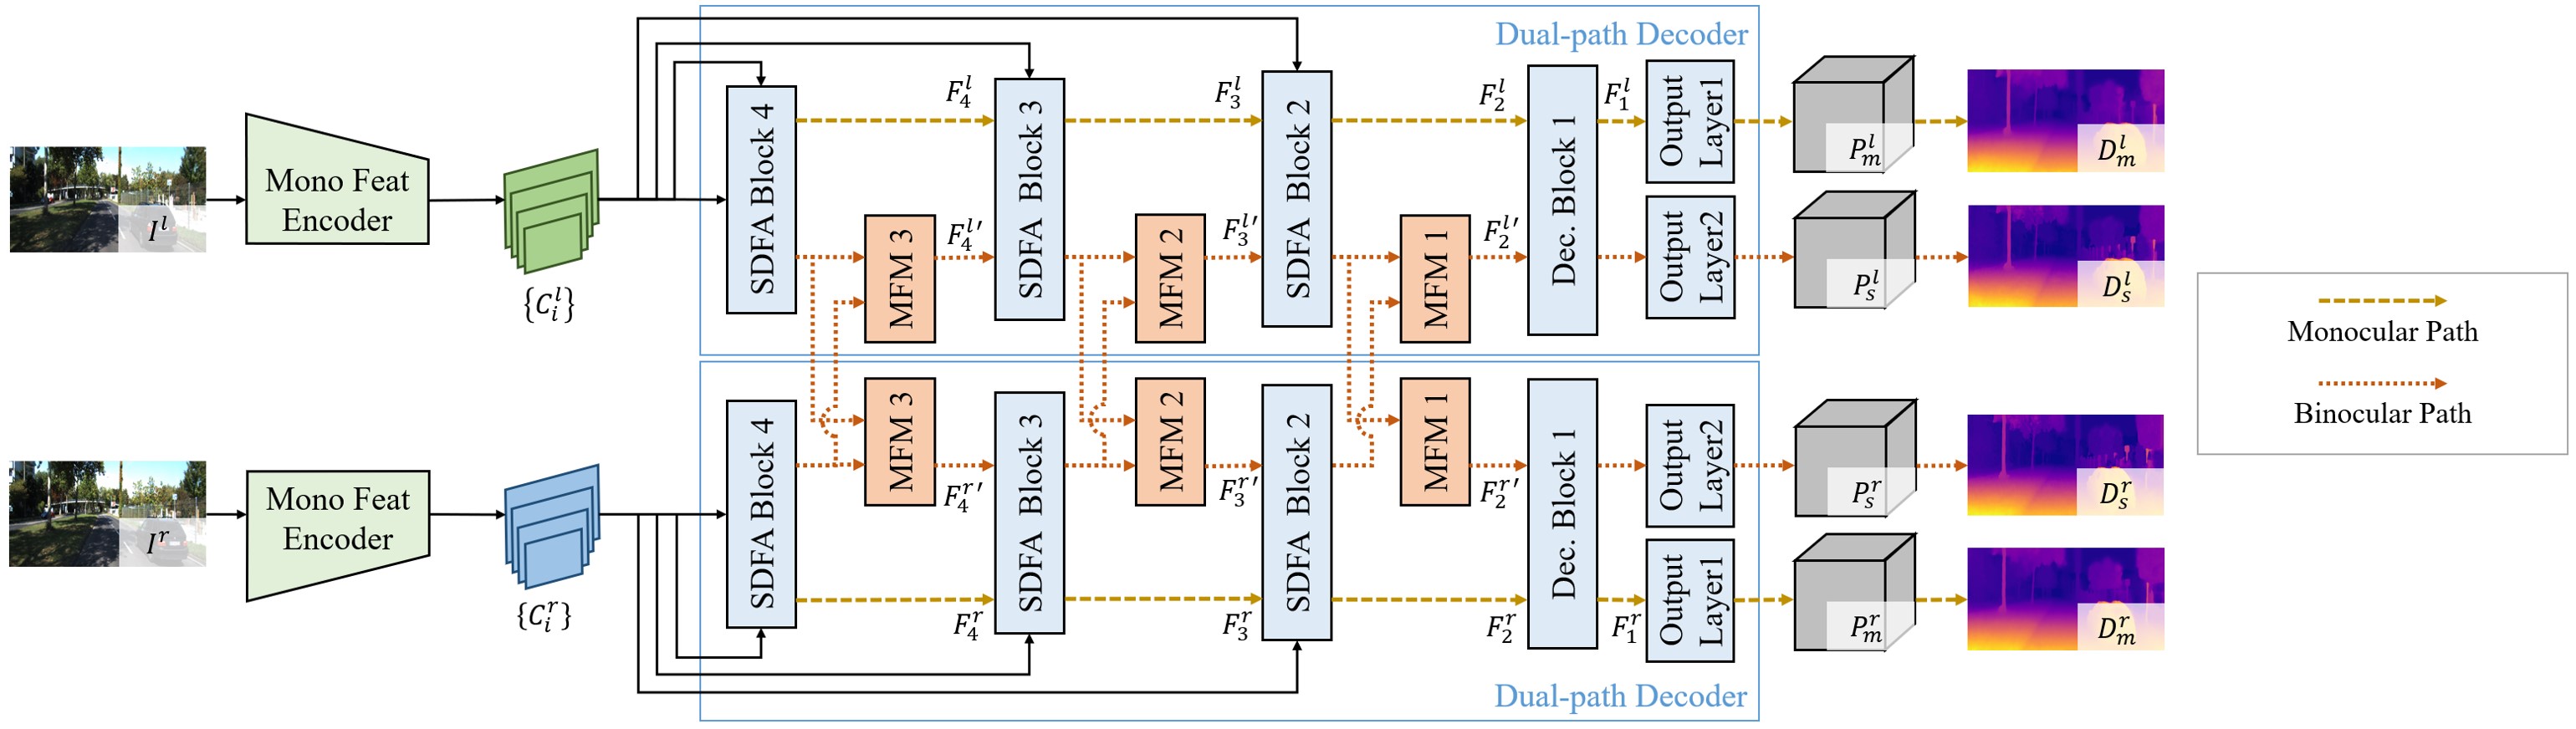 Dual-path Decoder
I^l
Mono Feat
Encoder
{C_i^l}
SDFA Block 4
F_4^l
MFM 3
F_4^l′
SDFA Block 3
F_3^l
MFM 2
F_3^l′
SDFA Block 2
F_2^l
MFM 1
F_2^l′
Dec. Block 1
F_1^l
Output
Layer1
Output
Layer2
P_m^l
D_m^l
P_s^l
D_s^l
Monocular Path
Binocular Path
I^r
Mono Feat
Encoder
{C_i^r}
SDFA Block 4
MFM 3
F_4^r′
F_4^r
SDFA Block 3
MFM 2
F_3^r′
F_3^r
SDFA Block 2
MFM 1
F_2^r′
F_2^r
Dec. Block 1
F_1^r
Output
Layer2
Output
Layer1
P_s^r
D_s^r
P_m^r
D_m^r
Dual-path Decoder